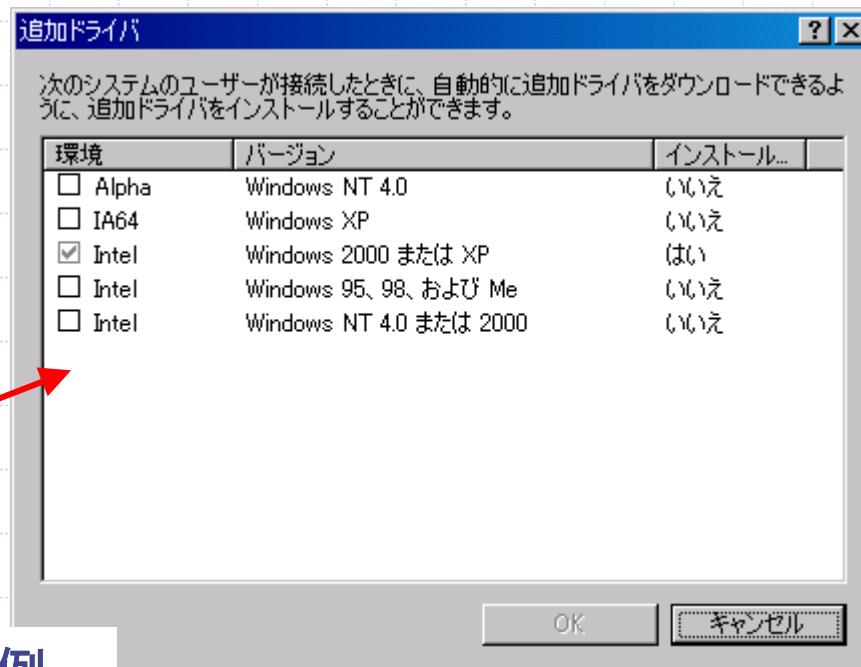 追加ドライバ
次のシステムのユーザーが接続したときに、自動的に追加ドライバをダウンロードできるよ
うに、追加ドライバをインストールすることができます。
環境 バージョン インストール...
Alpha Windows NT 4.0 いいえ
IA64 Windows XP いいえ
Intel Windows 2000 または XP はい
Intel Windows 95、98、および Me いいえ
Intel Windows NT 4.0 または 2000 いいえ
OK キャンセル
例